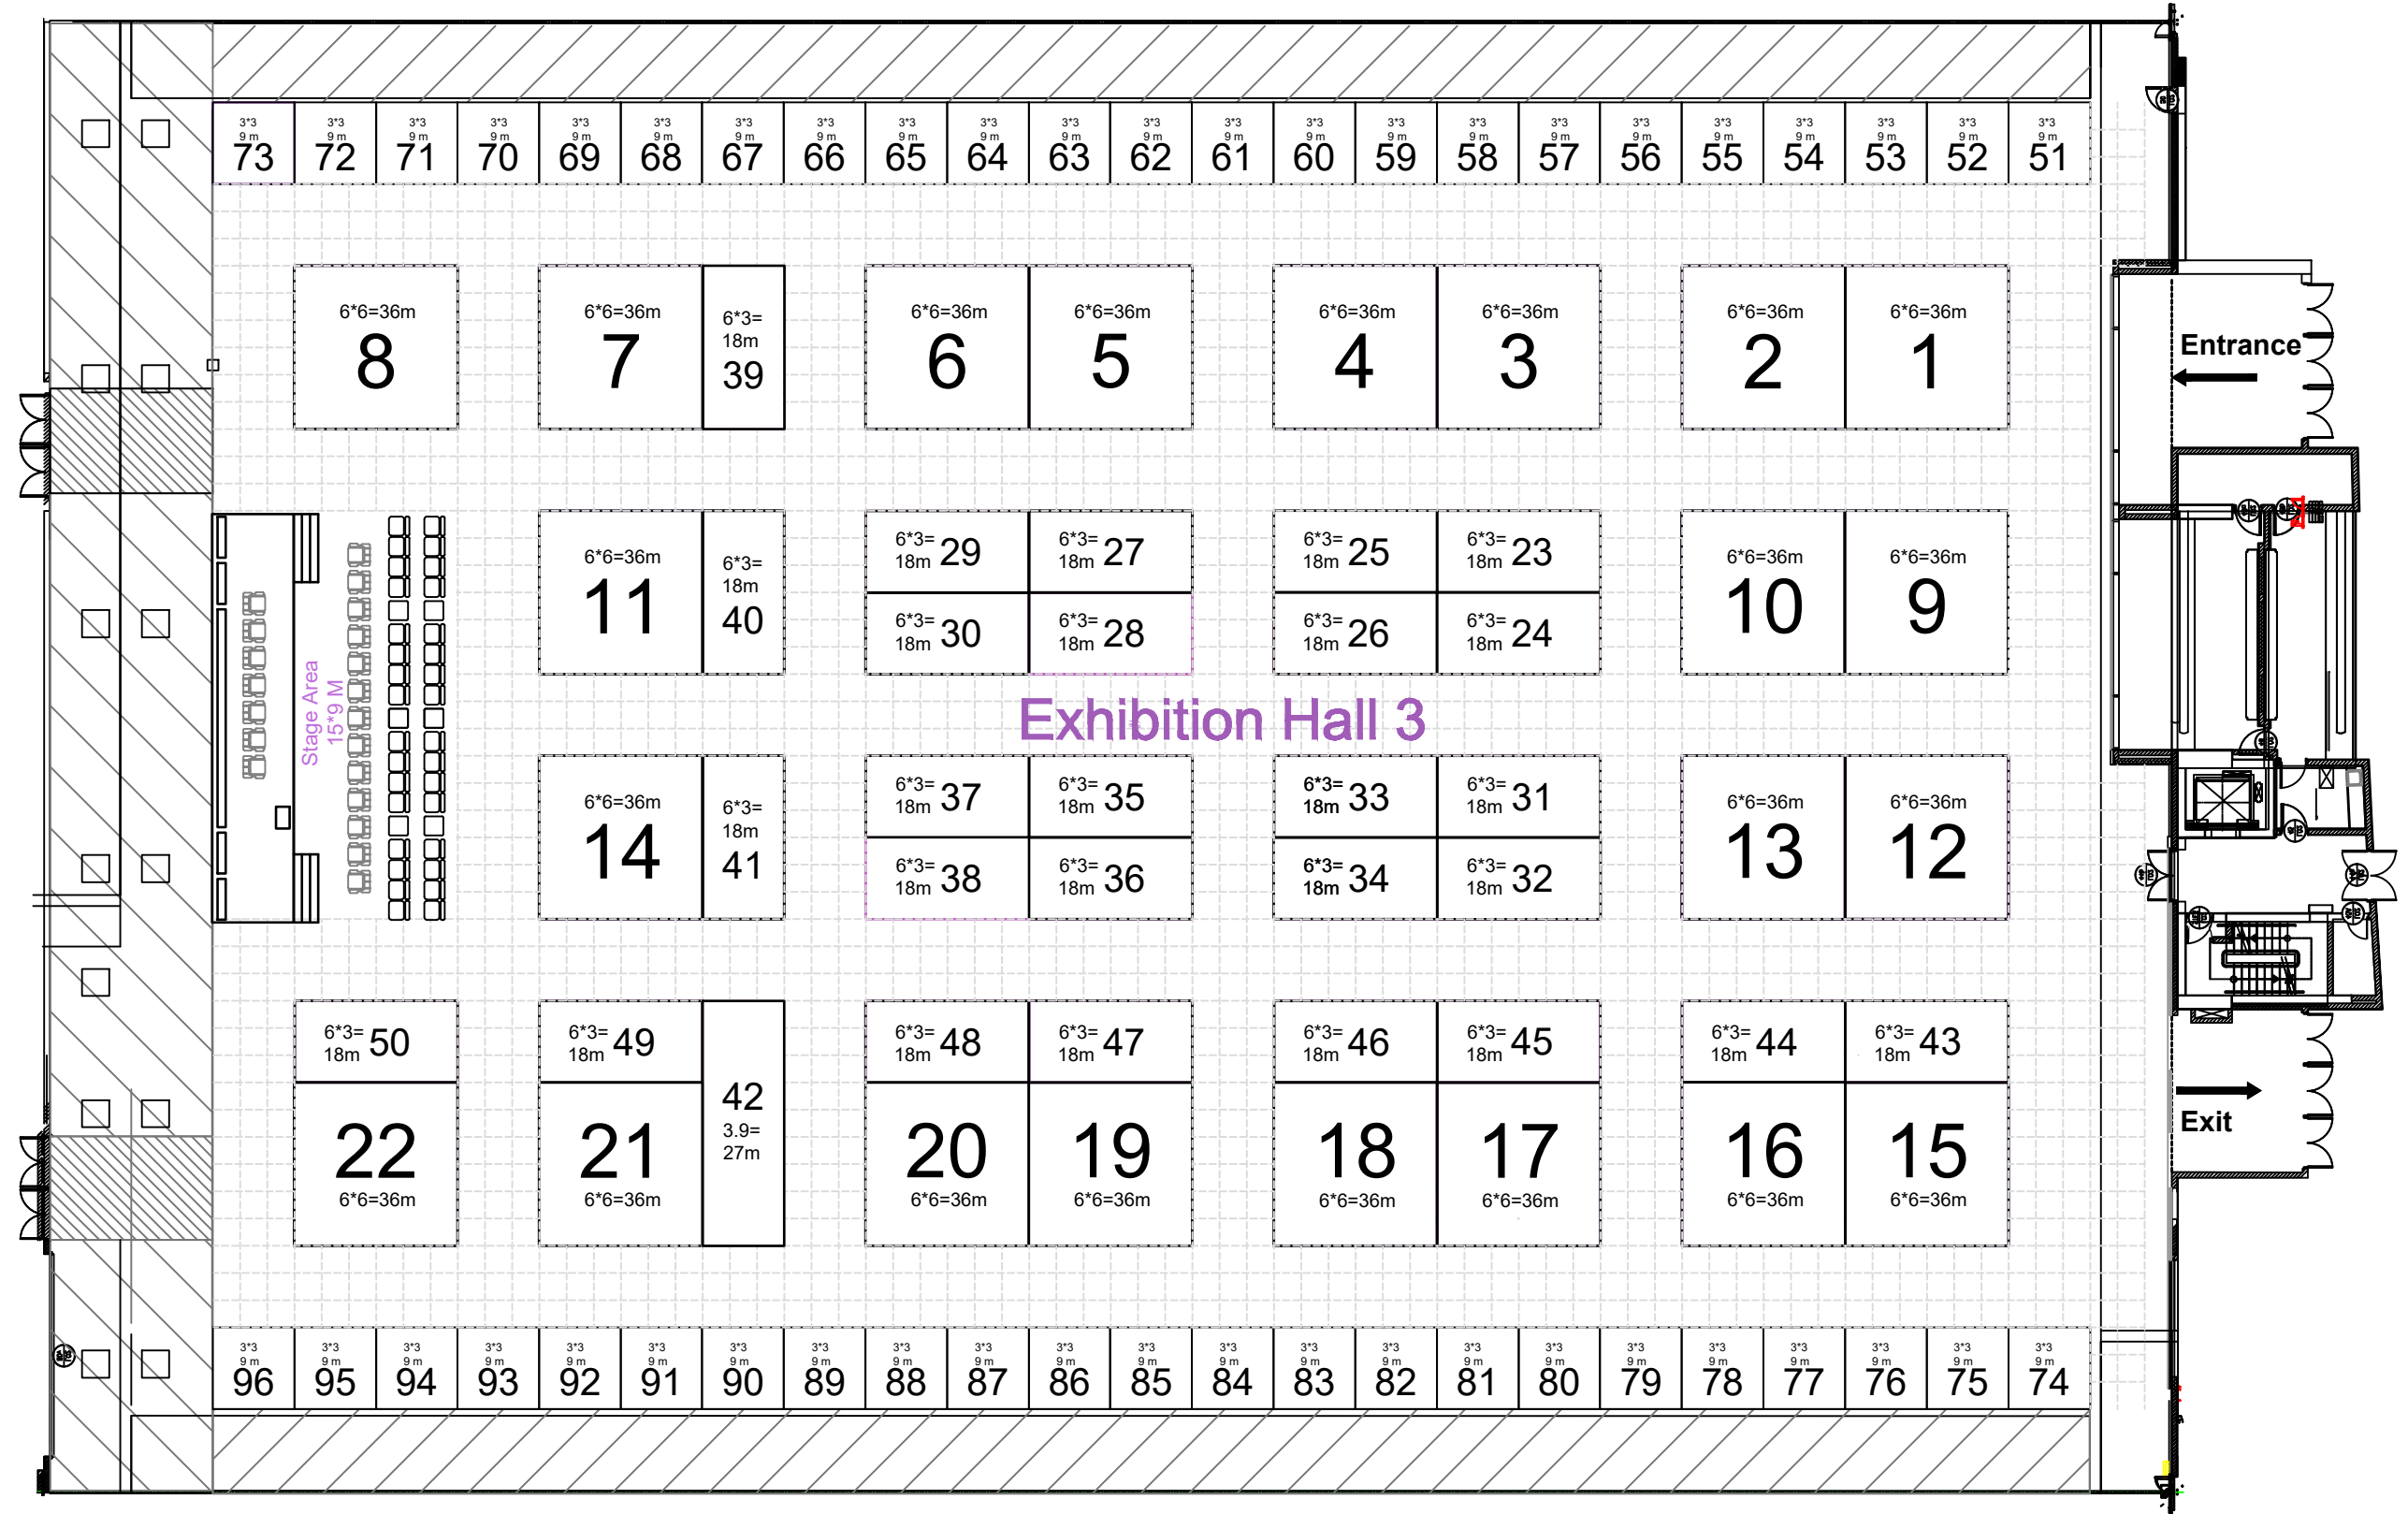 3*3
9 m
73
3*3
9 m
72
3*3
9 m
71
3*3
9 m
70
3*3
9 m
69
3*3
9 m
68
3*3
9 m
67
3*3
9 m
66
3*3
9 m
65
3*3
9 m
64
3*3
9 m
63
3*3
9 m
62
3*3
9 m
61
3*3
9 m
60
3*3
9 m
59
3*3
9 m
58
3*3
9 m
57
3*3
9 m
56
3*3
9 m
55
3*3
9 m
54
3*3
9 m
53
3*3
9 m
52
3*3
9 m
51
6*6=36m
8
6*6=36m
7
6*3=
18m
39
6*6=36m
6
6*6=36m
5
6*6=36m
4
6*6=36m
3
6*6=36m
2
6*6=36m
1
Entrance
6*6=36m
11
6*3=
18m
40
6*3=
18m 29
6*3=
18m 27
6*3=
18m 25
6*3=
18m 23
6*3=
18m 30
6*3=
18m 28
6*3=
18m 26
6*3=
18m 24
6*6=36m
10
6*6=36m
9
Stage Area
15*9 M
Exhibition Hall 3
6*6=36m
14
6*3=
18m
41
6*3=
18m 37
6*3=
18m 35
6*3=
18m 33
6*3=
18m 31
6*3=
18m 38
6*3=
18m 36
6*3=
18m 34
6*3=
18m 32
6*6=36m
13
6*6=36m
12
6*3=
18m 50
6*3=
18m 49
42
3.9=
27m
6*3=
18m 48
6*3=
18m 47
6*3=
18m 46
6*3=
18m 45
6*3=
18m 44
6*3=
18m 43
22
6*6=36m
21
6*6=36m
20
6*6=36m
19
6*6=36m
18
6*6=36m
17
6*6=36m
16
6*6=36m
15
6*6=36m
Exit
3*3
9 m
96
3*3
9 m
95
3*3
9 m
94
3*3
9 m
93
3*3
9 m
92
3*3
9 m
91
3*3
9 m
90
3*3
9 m
89
3*3
9 m
88
3*3
9 m
87
3*3
9 m
86
3*3
9 m
85
3*3
9 m
84
3*3
9 m
83
3*3
9 m
82
3*3
9 m
81
3*3
9 m
80
3*3
9 m
79
3*3
9 m
78
3*3
9 m
77
3*3
9 m
76
3*3
9 m
75
3*3
9 m
74